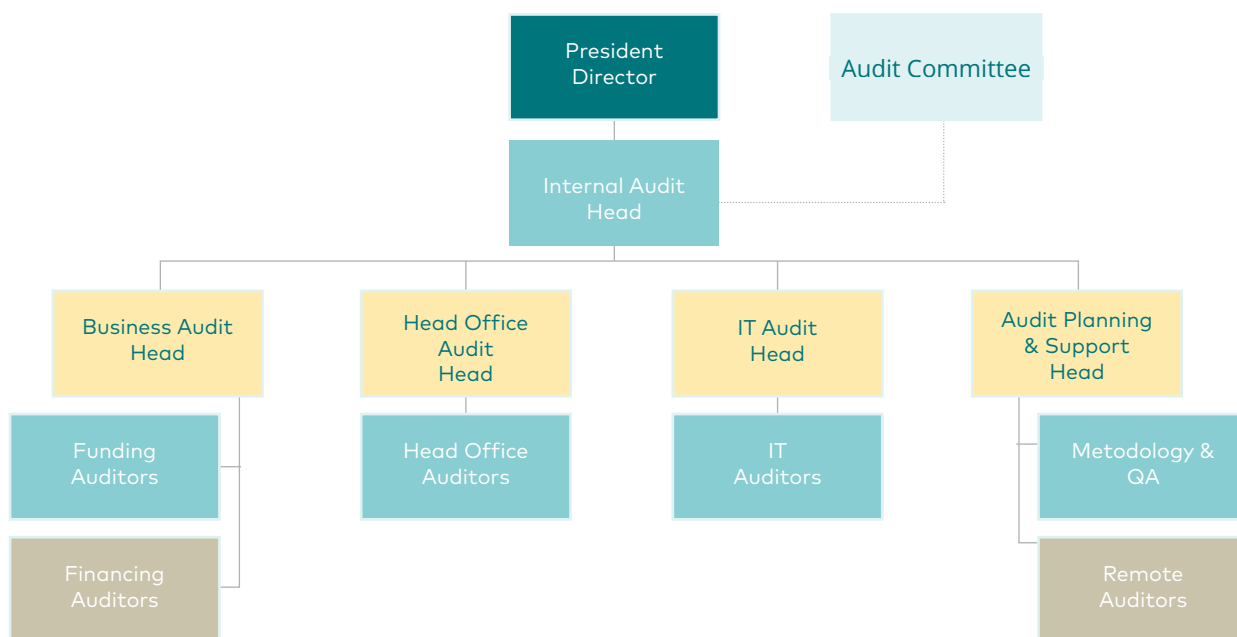 President
Director
Audit Committee
Internal Audit
Head
Business Audit
Head
Head Office
Audit
Head
IT Audit
Head
Audit Planning
& Support
Head
Funding
Auditors
Head Office
Auditors
IT
Auditors
Metodology &
QA
Financing
Auditors
Remote
Auditors